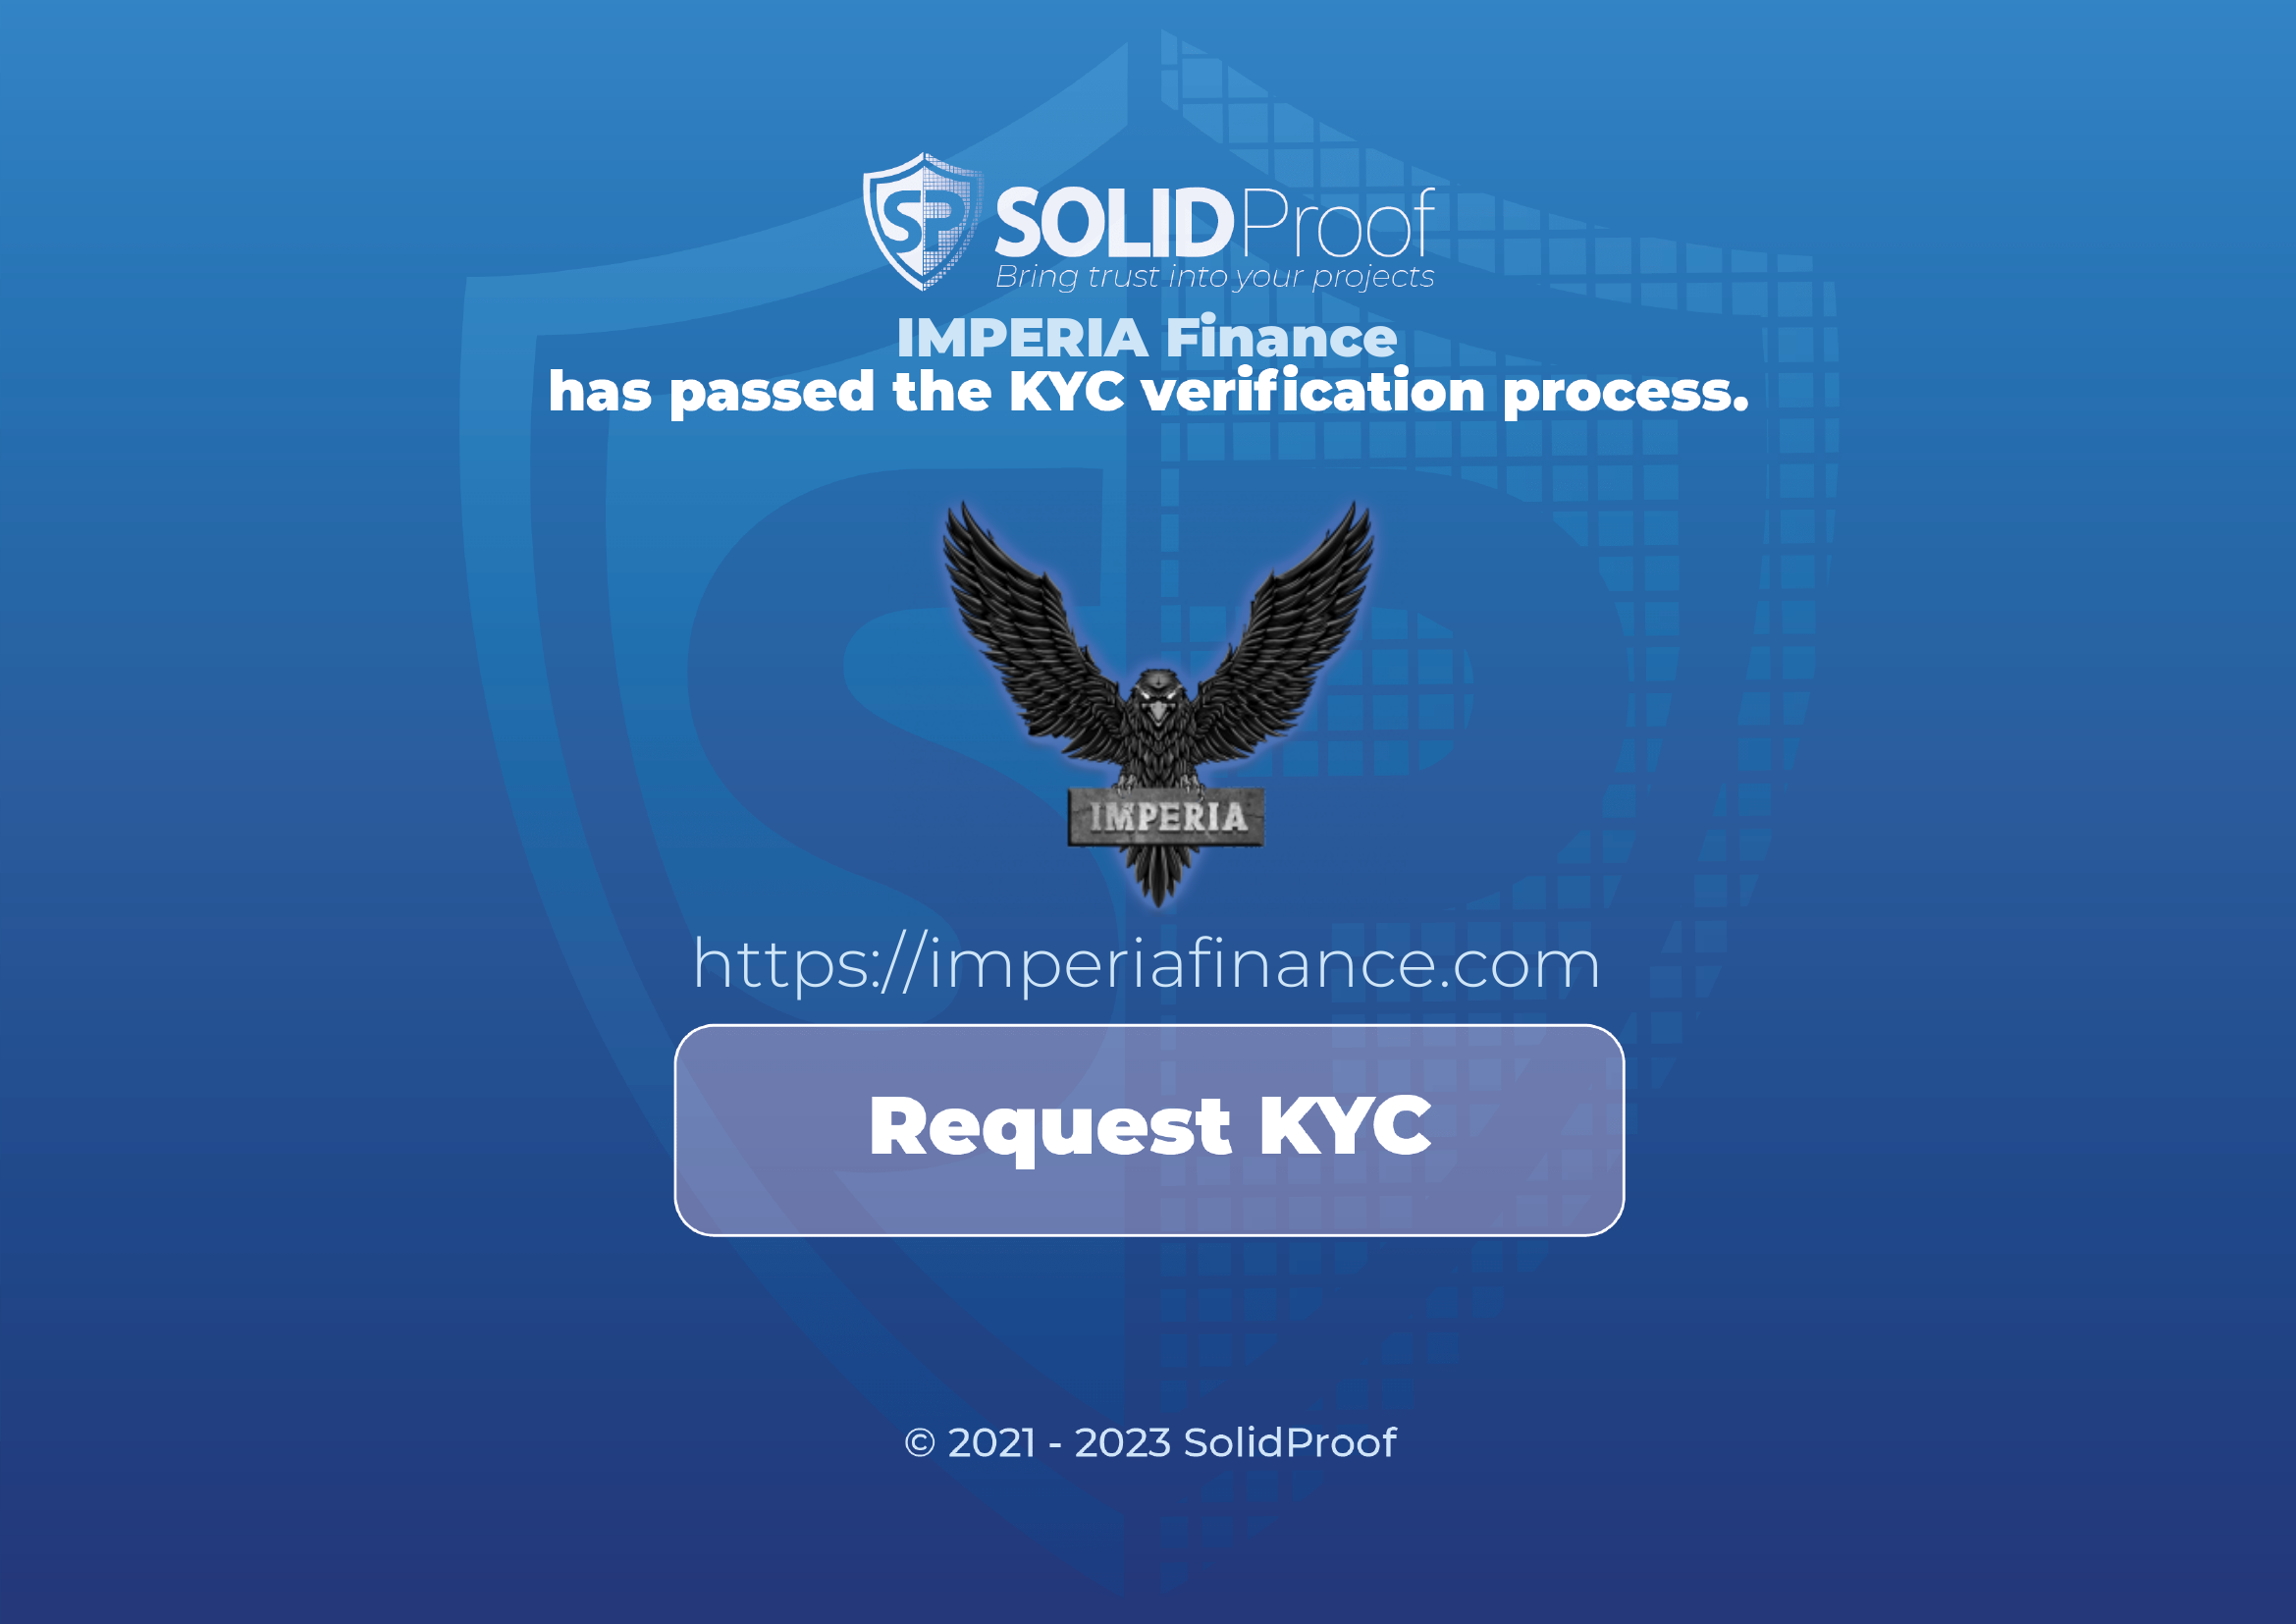 SP SOLIDProof
Bring trust into your projects
IMPERIA Finance
has passed the KYC verification process.
IMPERIA
https://imperiafinance.com
Request KYC
© 2021 - 2023 SolidProof